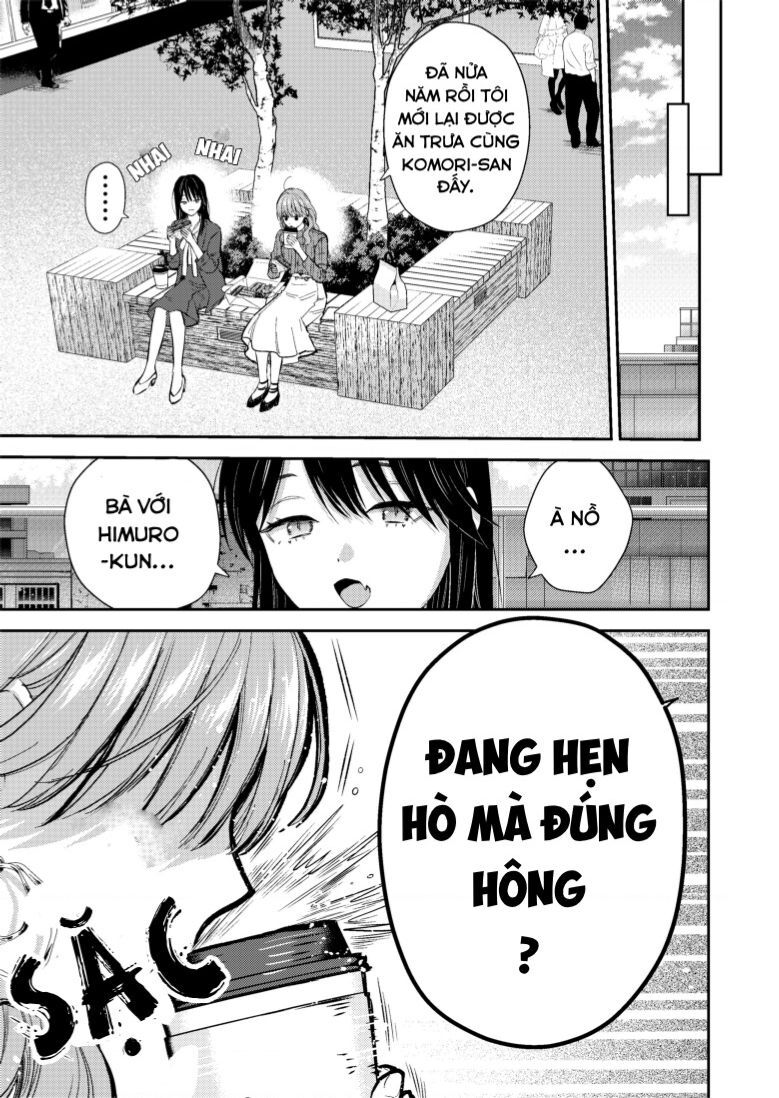 ĐÃ NỬA
NĂM RỒI TÔI
MỚI LẠI ĐƯỢC
ĂN TRƯA CÙNG
KOMORI-SAN
ĐẤY.
NHAI
NHAI
....
À NỔ
...
BÀ VỚI
HIMURO
-KUN...
ĐANG HẸN
HÒ MÀ ĐÚNG
HÔNG
?
SẶC